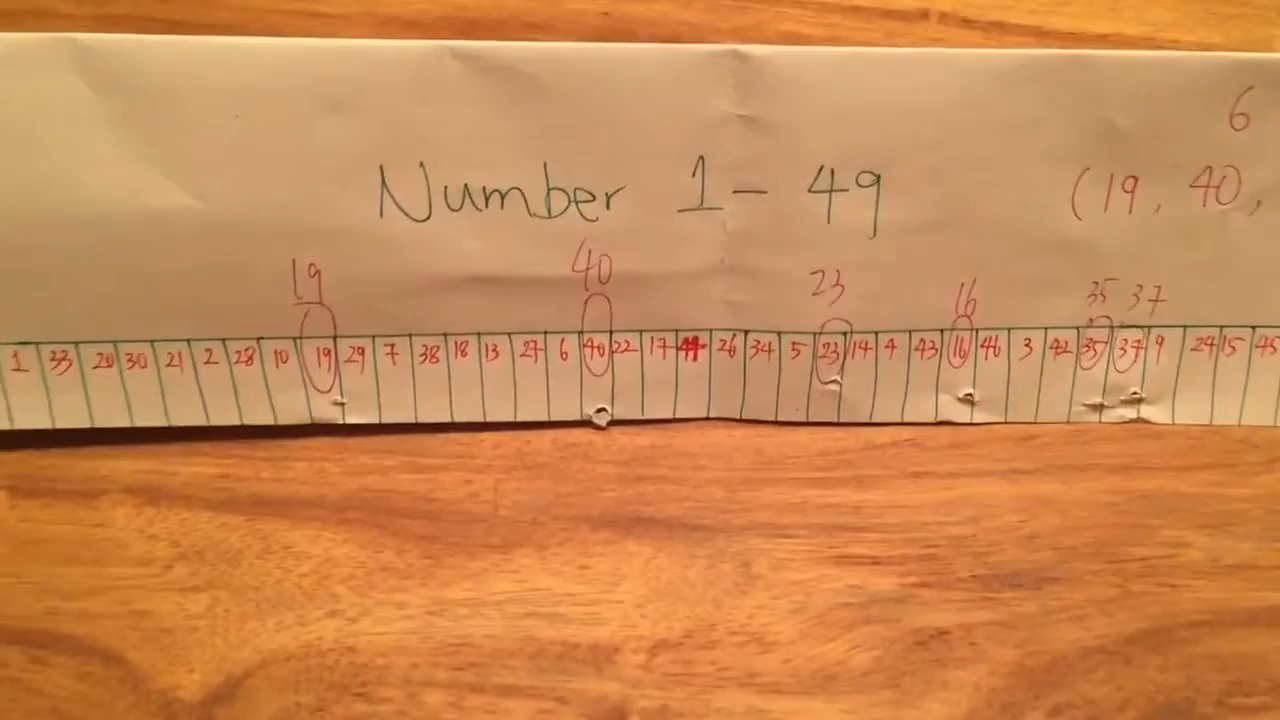 6
Number 1 - 49 (19, 40,
19 40 23 16 35 37
1 33 20 30 21 2 28 10 19 29 7 38 18 13 27 6 40 22 17 44 26 34 5 23 14 4 43 16 46 3 42 35 37 9 24 15 45